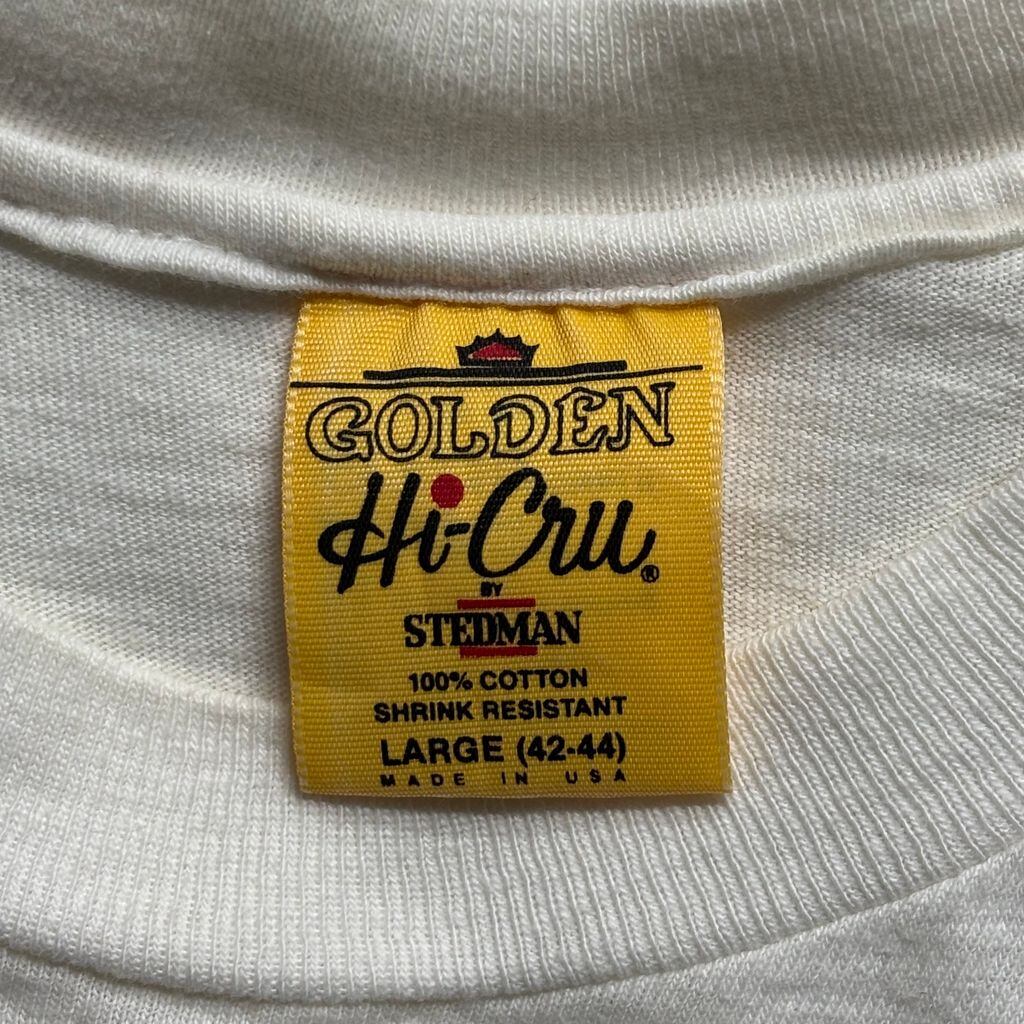 GOLDEN
Hi-Cru®
BY
STEDMAN
100% COTTON
SHRINK RESISTANT
LARGE (42-44)
MADE IN USA